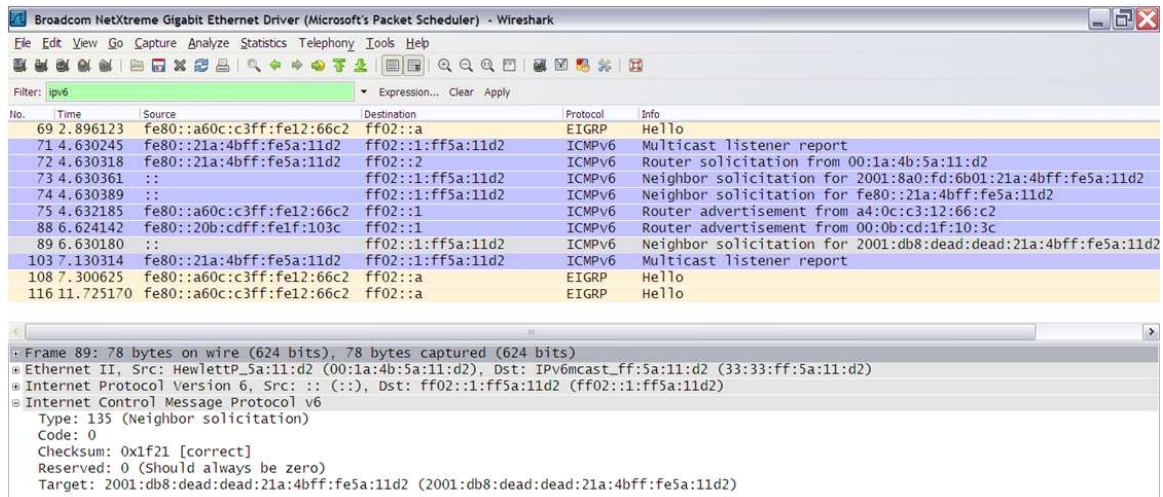 Broadcom NetXtreme Gigabit Ethernet Driver (Microsoft's Packet Scheduler) - Wireshark
File Edit View Go Capture Analyze Statistics Telephony Tools Help
Filter: ipv6 Expression... Clear Apply
No. Time Source Destination Protocol Info
69 2.896123 fe80::a60c:c3ff:fe12:66c2 ff02::a EIGRP Hello
71 4.630245 fe80::21a:4bff:fe5a:11d2 ff02::1:ff5a:11d2 ICMPv6 Multicast listener report
72 4.630318 fe80::21a:4bff:fe5a:11d2 ff02::2 ICMPv6 Router solicitation from 00:1a:4b:5a:11:d2
73 4.630361 :: ff02::1:ff5a:11d2 ICMPv6 Neighbor solicitation for 2001:8a0:fd:6b01:21a:4bff:fe5a:11d2
74 4.630389 :: ff02::1:ff5a:11d2 ICMPv6 Neighbor solicitation for fe80::21a:4bff:fe5a:11d2
75 4.632185 fe80::a60c:c3ff:fe12:66c2 ff02::1 ICMPv6 Router advertisement from a4:0c:c3:12:66:c2
88 6.624142 fe80::20b:cdff:fe1f:103c ff02::1 ICMPv6 Router advertisement from 00:0b:cd:1f:10:3c
89 6.630180 :: ff02::1:ff5a:11d2 ICMPv6 Neighbor solicitation for 2001:db8:dead:dead:21a:4bff:fe5a:11d2
103 7.130314 fe80::21a:4bff:fe5a:11d2 ff02::1:ff5a:11d2 ICMPv6 Multicast listener report
108 7.300625 fe80::a60c:c3ff:fe12:66c2 ff02::a EIGRP Hello
116 11.725170 fe80::a60c:c3ff:fe12:66c2 ff02::a EIGRP Hello
Frame 89: 78 bytes on wire (624 bits), 78 bytes captured (624 bits)
Ethernet II, Src: HewlettP_5a:11:d2 (00:1a:4b:5a:11:d2), Dst: IPv6mcast_ff:5a:11:d2 (33:33:ff:5a:11:d2)
Internet Protocol Version 6, Src: :: (::), Dst: ff02::1:ff5a:11d2 (ff02::1:ff5a:11d2)
Internet Control Message Protocol v6
Type: 135 (Neighbor solicitation)
Code: 0
Checksum: 0x1f21 [correct]
Reserved: 0 (Should always be zero)
Target: 2001:db8:dead:dead:21a:4bff:fe5a:11d2 (2001:db8:dead:dead:21a:4bff:fe5a:11d2)